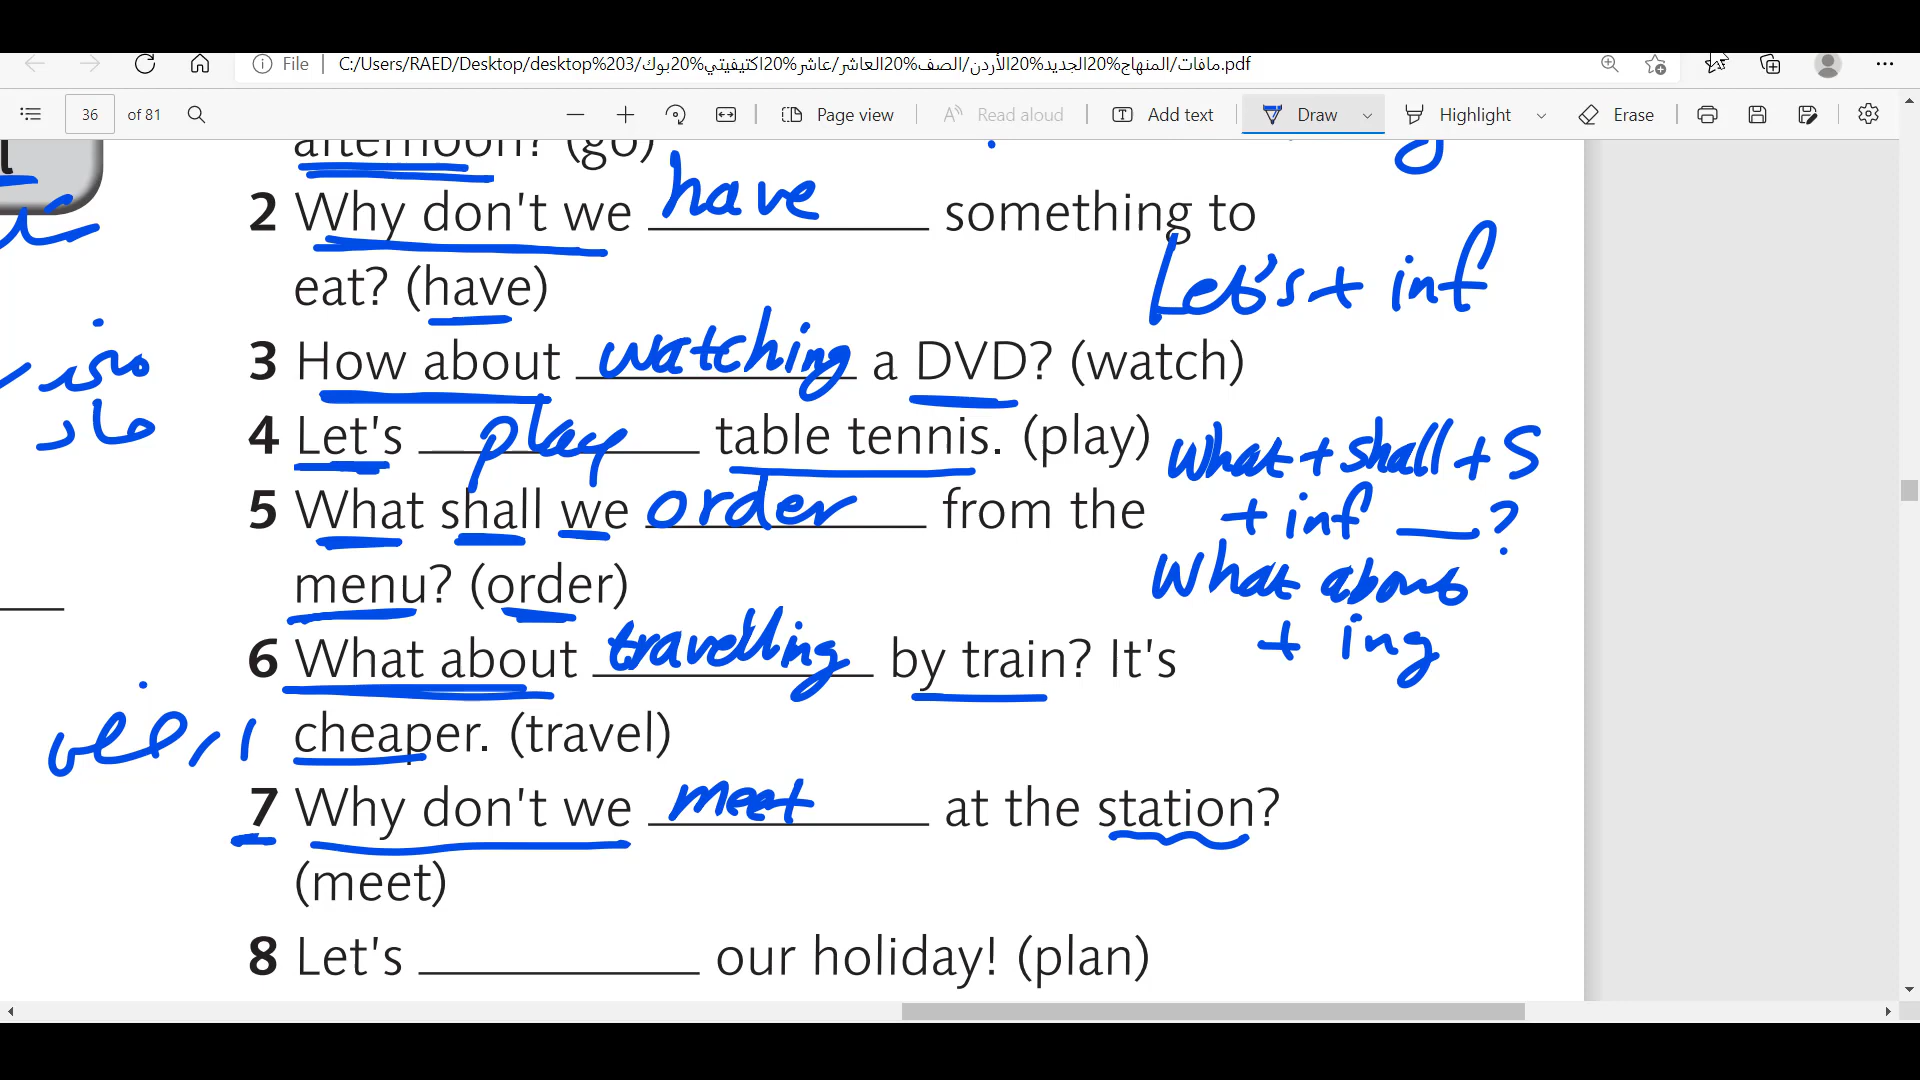 File C:/Users/RAED/Desktop/desktop%203/مافات/المنهاج%20الجديد%20الأردن/الصف%20العاشر/عاشر%20اكتيفيتي%20بوك.pdf
36 of 81 Page view Read aloud Add text Draw Highlight Erase
afternoon? (go)
2 Why don't we have something to
eat? (have)
Let's + inf
3 How about watching a DVD? (watch)
4 Let's play table tennis. (play)
What + shall + S
+ inf ___?
5 What shall we order from the
menu? (order)
What about
+ ing
6 What about travelling by train? It's
cheaper. (travel)
7 Why don't we meet at the station?
(meet)
8 Let's ___ our holiday! (plan)